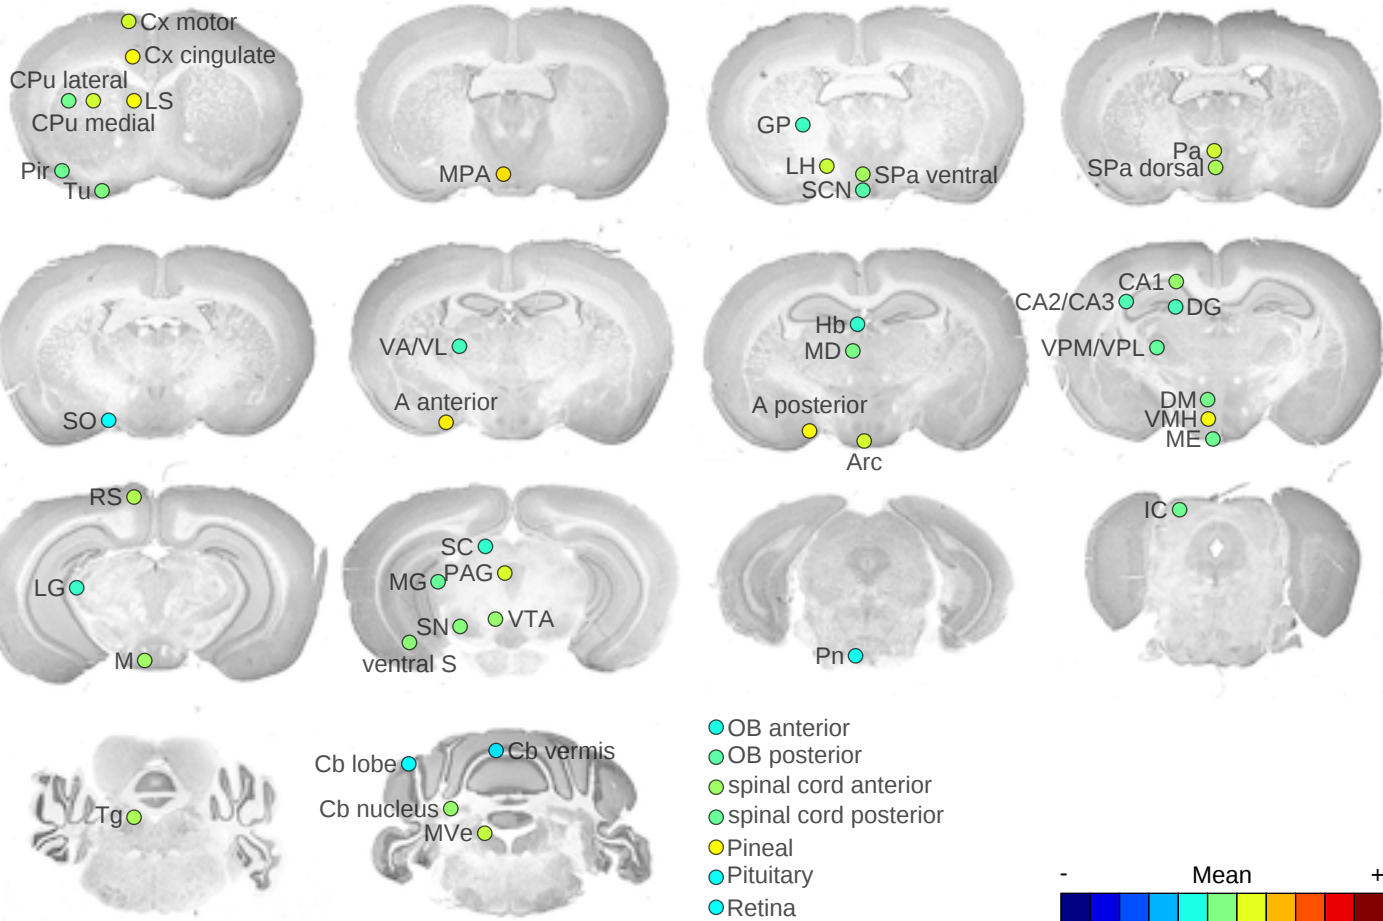 Cx motor
Cx cingulate
CPu lateral
LS
CPu medial
Pir
Tu
MPA
GP
LH
SPa ventral
SCN
Pa
SPa dorsal
SO
VA/VL
A anterior
Hb
MD
A posterior
Arc
CA1
CA2/CA3
DG
VPM/VPL
DM
VMH
ME
RS
LG
M
SC
MG
PAG
SN
VTA
ventral S
Pn
IC
Tg
Cb lobe
Cb vermis
Cb nucleus
MVe
OB anterior
OB posterior
spinal cord anterior
spinal cord posterior
Pineal
Pituitary
Retina
- Mean +